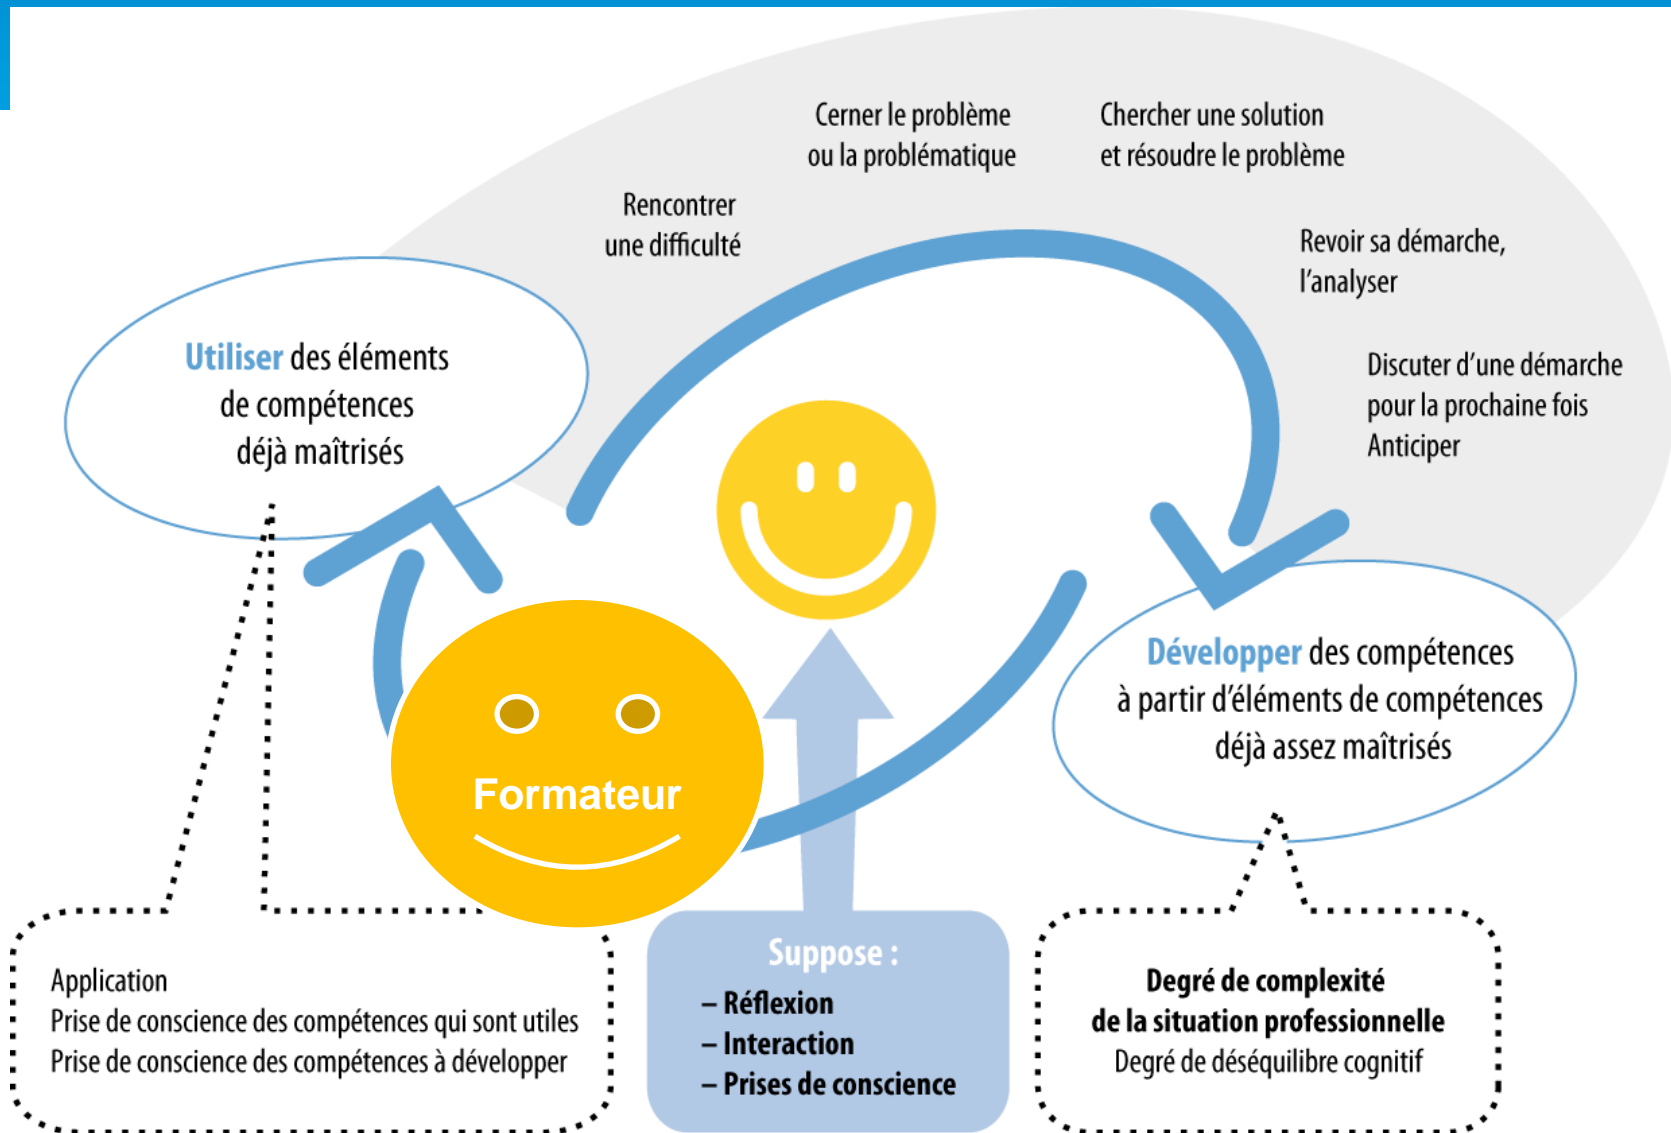 Cerner le problème
ou la problématique
Chercher une solution
et résoudre le problème
Rencontrer
une difficulté
Revoir sa démarche,
l'analyser
Discuter d'une démarche
pour la prochaine fois
Anticiper
Utiliser des éléments
de compétences
déjà maîtrisés
Développer des compétences
à partir d'éléments de compétences
déjà assez maîtrisés
Formateur
Application
Prise de conscience des compétences qui sont utiles
Prise de conscience des compétences à développer
Suppose :
– Réflexion
– Interaction
– Prises de conscience
Degré de complexité
de la situation professionnelle
Degré de déséquilibre cognitif